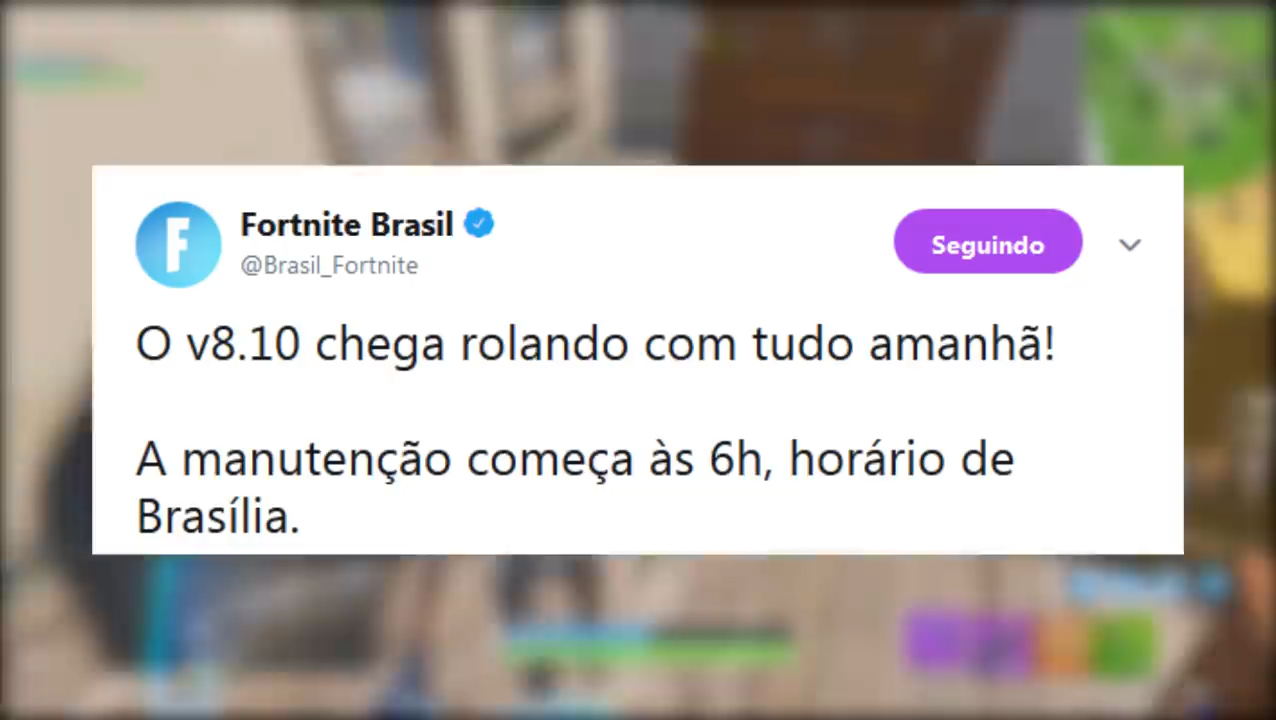 Fortnite Brasil
@Brasil_Fortnite
Seguindo
O v8.10 chega rolando com tudo amanhã!
A manutenção começa às 6h, horário de
Brasília.